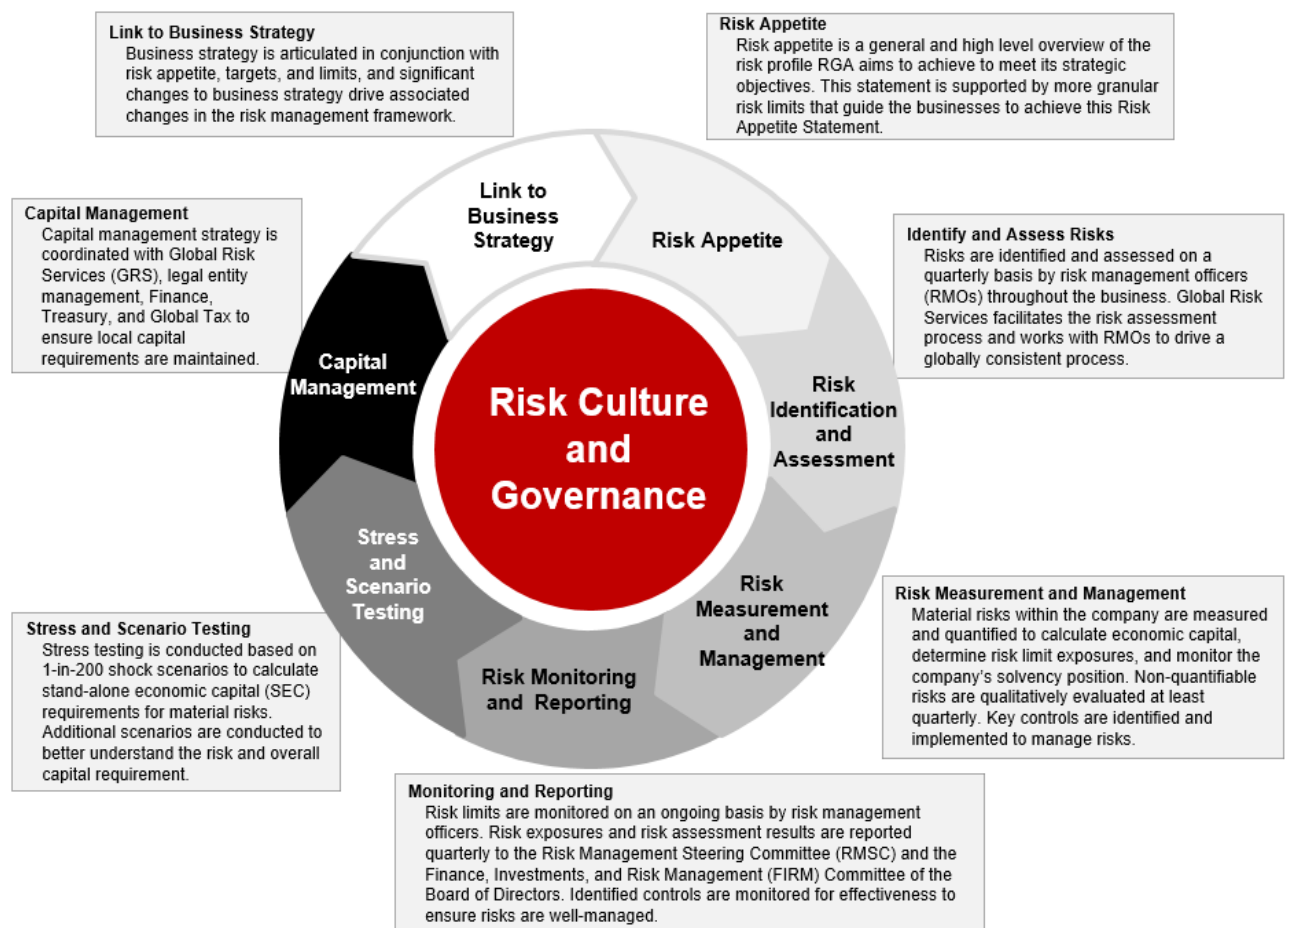 Link to Business Strategy
Business strategy is articulated in conjunction with
risk appetite, targets, and limits, and significant
changes to business strategy drive associated
changes in the risk management framework.
Risk Appetite
Risk appetite is a general and high level overview of the
risk profile RGA aims to achieve to meet its strategic
objectives. This statement is supported by more granular
risk limits that guide the businesses to achieve this Risk
Appetite Statement.
Capital Management
Capital management strategy is
coordinated with Global Risk
Services (GRS), legal entity
management, Finance,
Treasury, and Global Tax to
ensure local capital
requirements are maintained.
Link to
Business
Strategy
Risk Appetite
Identify and Assess Risks
Risks are identified and assessed on a
quarterly basis by risk management officers
(RMOs) throughout the business. Global Risk
Services facilitates the risk assessment
process and works with RMOs to drive a
globally consistent process.
Capital
Management
Risk Culture
and
Governance
Risk
Identification
and
Assessment
Stress
and
Scenario
Testing
Risk
Measurement
and
Management
Risk Monitoring
and Reporting
Stress and Scenario Testing
Stress testing is conducted based on
1-in-200 shock scenarios to calculate
stand-alone economic capital (SEC)
requirements for material risks.
Additional scenarios are conducted to
better understand the risk and overall
capital requirement.
Risk Measurement and Management
Material risks within the company are measured
and quantified to calculate economic capital,
determine risk limit exposures, and monitor the
company's solvency position. Non-quantifiable
risks are qualitatively evaluated at least
quarterly. Key controls are identified and
implemented to manage risks.
Monitoring and Reporting
Risk limits are monitored on an ongoing basis by risk management
officers. Risk exposures and risk assessment results are reported
quarterly to the Risk Management Steering Committee (RMSC) and the
Finance, Investments, and Risk Management (FIRM) Committee of the
Board of Directors. Identified controls are monitored for effectiveness to
ensure risks are well-managed.